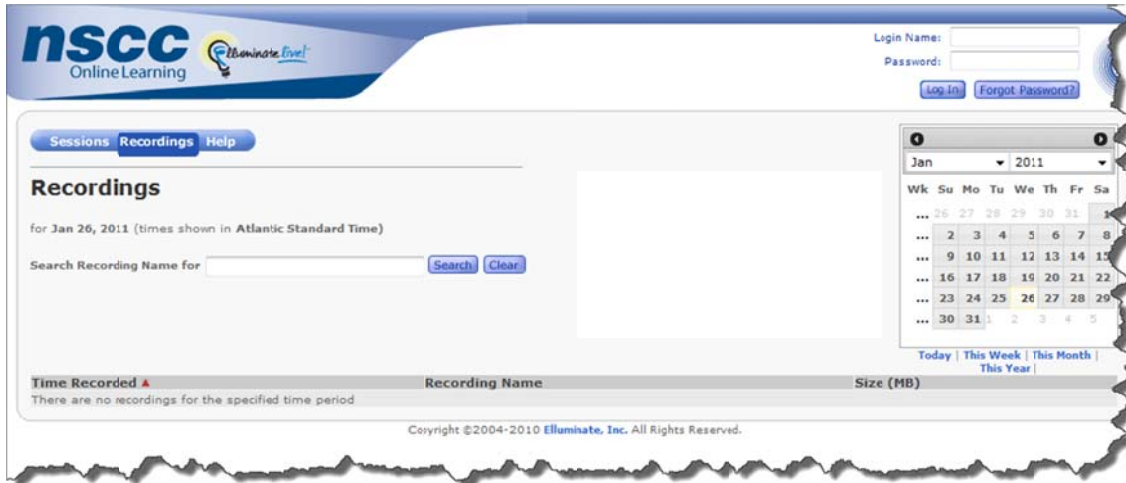 nscc
Online Learning
Elluminate Live!
Login Name:
Password:
Log In Forgot Password?
Sessions Recordings Help
Recordings
for Jan 26, 2011 (times shown in Atlantic Standard Time)
Search Recording Name for Search Clear
Jan 2011
Wk Su Mo Tu We Th Fr Sa
... 26 27 28 29 30 31 1
... 2 3 4 5 6 7 8
... 9 10 11 12 13 14 15
... 16 17 18 19 20 21 22
... 23 24 25 26 27 28 29
... 30 31 1 2 3 4 5
Today | This Week | This Month |
This Year |
Time Recorded Recording Name Size (MB)
There are no recordings for the specified time period
Copyright ©2004-2010 Elluminate, Inc. All Rights Reserved.